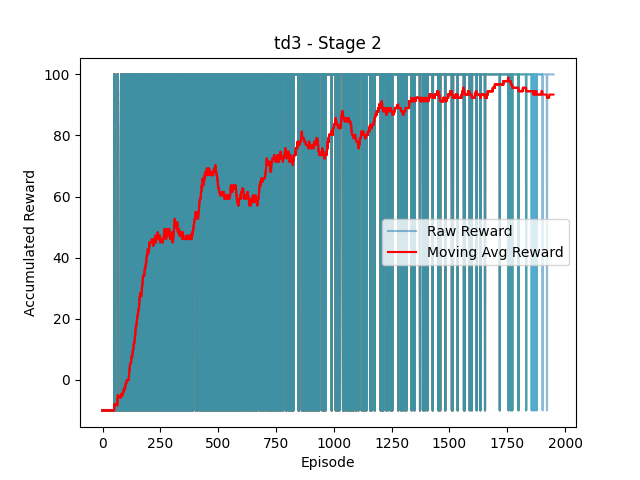 td3 - Stage 2
Accumulated Reward
100
80
60
40
20
0
Raw Reward
Moving Avg Reward
0 250 500 750 1000 1250 1500 1750 2000
Episode